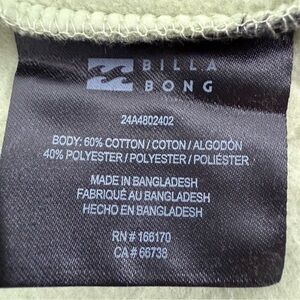 BILLA
BONG
24A4802402
BODY: 60% COTTON / COTON / ALGODÓN
40% POLYESTER / POLYESTER / POLIÉSTER
MADE IN BANGLADESH
FABRIQUÉ AU BANGLADESH
HECHO EN BANGLADESH
RN # 166170
CA # 66738